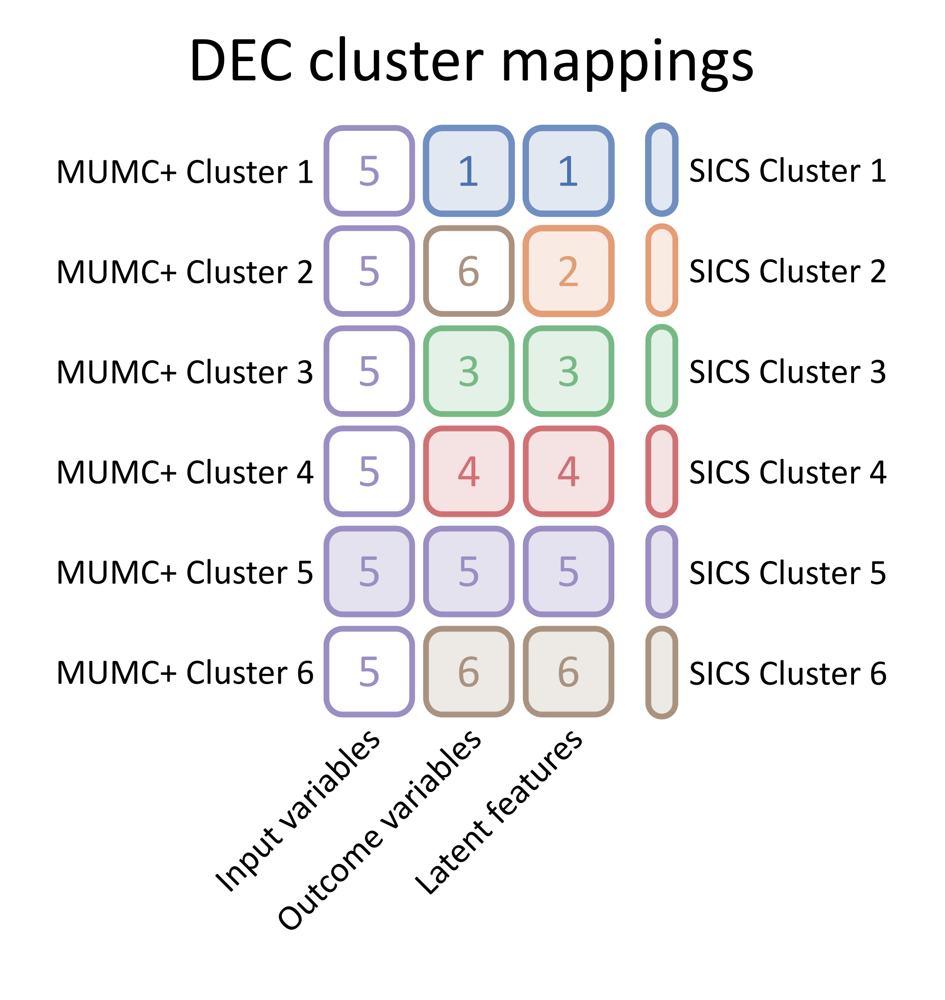 DEC cluster mappings
MUMC+ Cluster 1 5 1 1 SICS Cluster 1
MUMC+ Cluster 2 5 6 2 SICS Cluster 2
MUMC+ Cluster 3 5 3 3 SICS Cluster 3
MUMC+ Cluster 4 5 4 4 SICS Cluster 4
MUMC+ Cluster 5 5 5 5 SICS Cluster 5
MUMC+ Cluster 6 5 6 6 SICS Cluster 6
Input variables
Outcome variables
Latent features